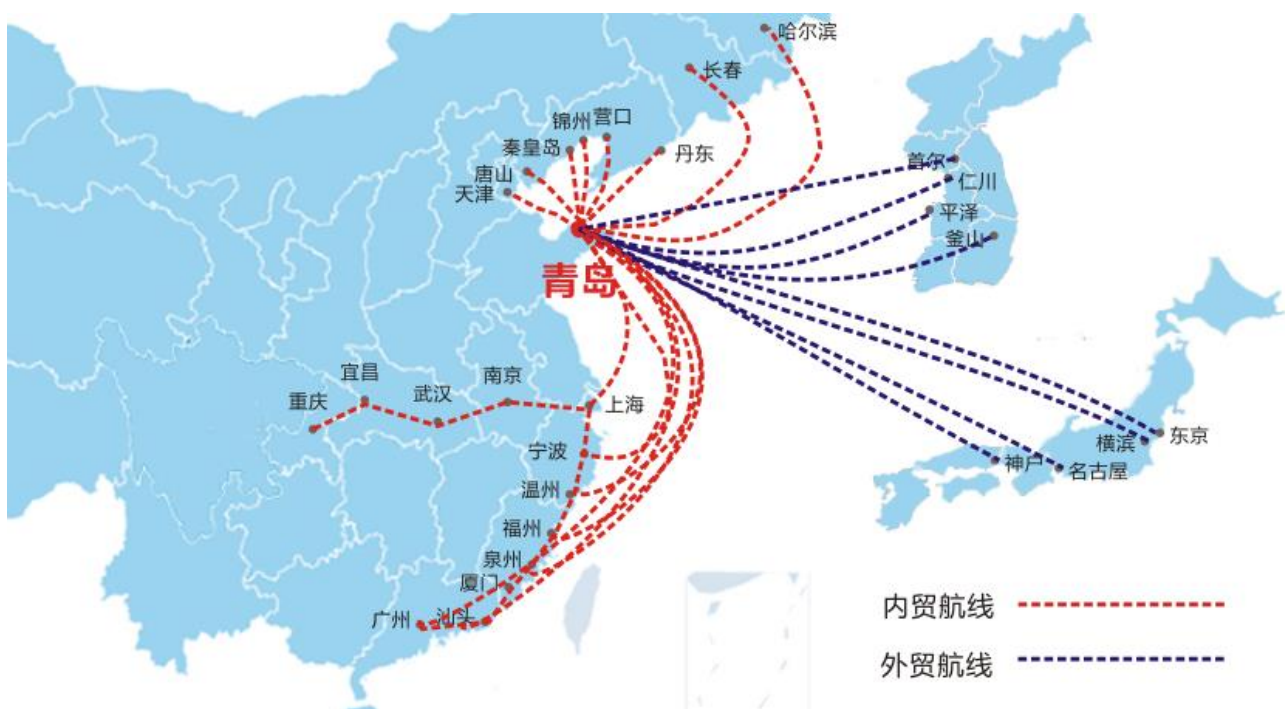 哈尔滨
长春
锦州
营口
秦皇岛
丹东
唐山
天津
首尔
仁川
平泽
釜山
青岛
宜昌
重庆
武汉
南京
上海
宁波
温州
福州
泉州
厦门
广州
汕头
东京
横滨
神户
名古屋
内贸航线
外贸航线